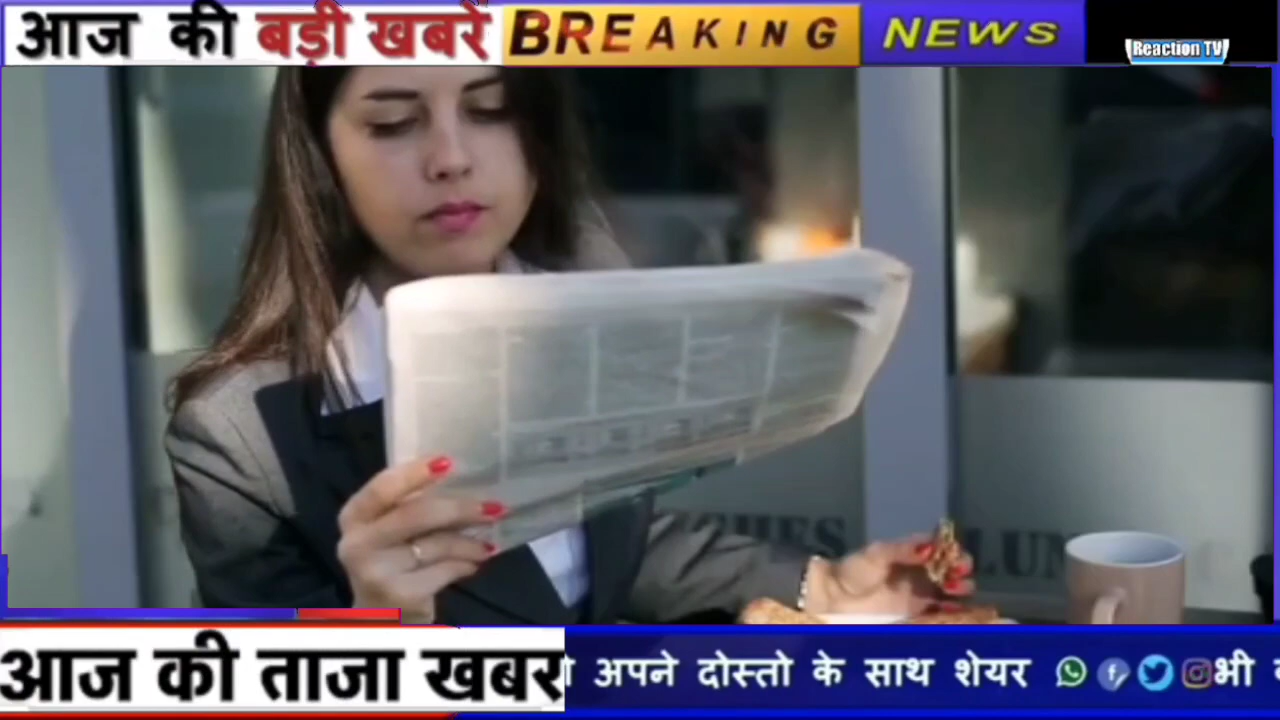 आज की बड़ी खबरें BREAKING NEWS
Reaction TV
आज की ताजा खबर
अपने दोस्तो के साथ शेयर
भी